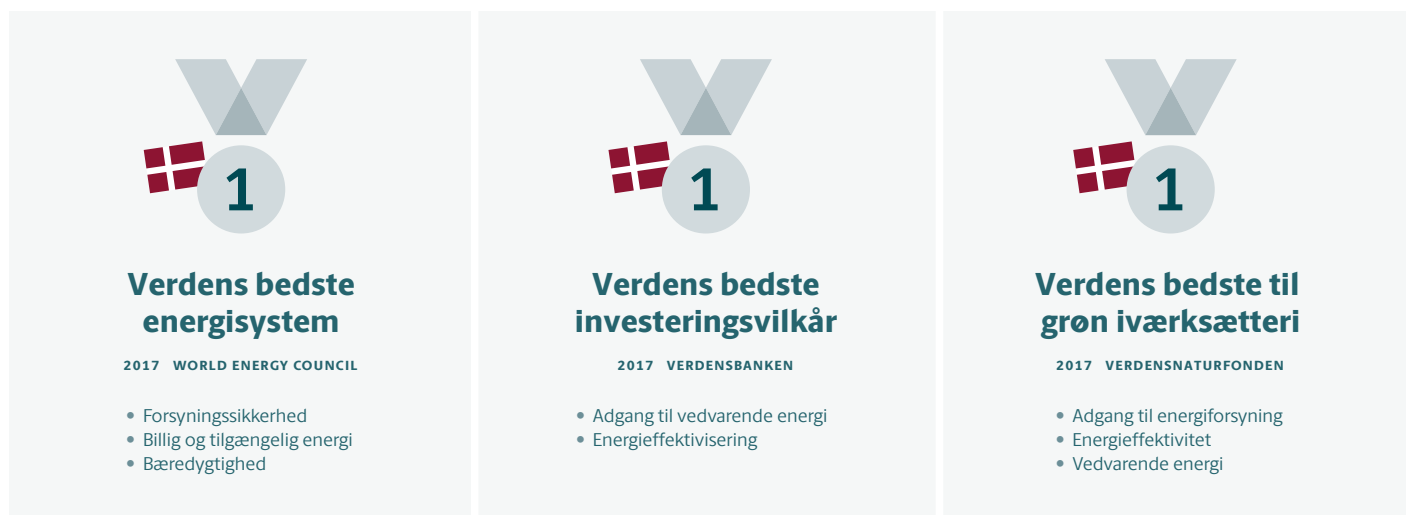 1
Verdens bedste
energisystem
2017 WORLD ENERGY COUNCIL
• Forsyningssikkerhed
• Billig og tilgængelig energi
• Bæredygtighed
1
Verdens bedste
investeringsvilkår
2017 VERDENSBANKEN
• Adgang til vedvarende energi
• Energieffektivisering
1
Verdens bedste til
grøn iværksætteri
2017 VERDENSNATURFONDEN
• Adgang til energiforsyning
• Energieffektivitet
• Vedvarende energi